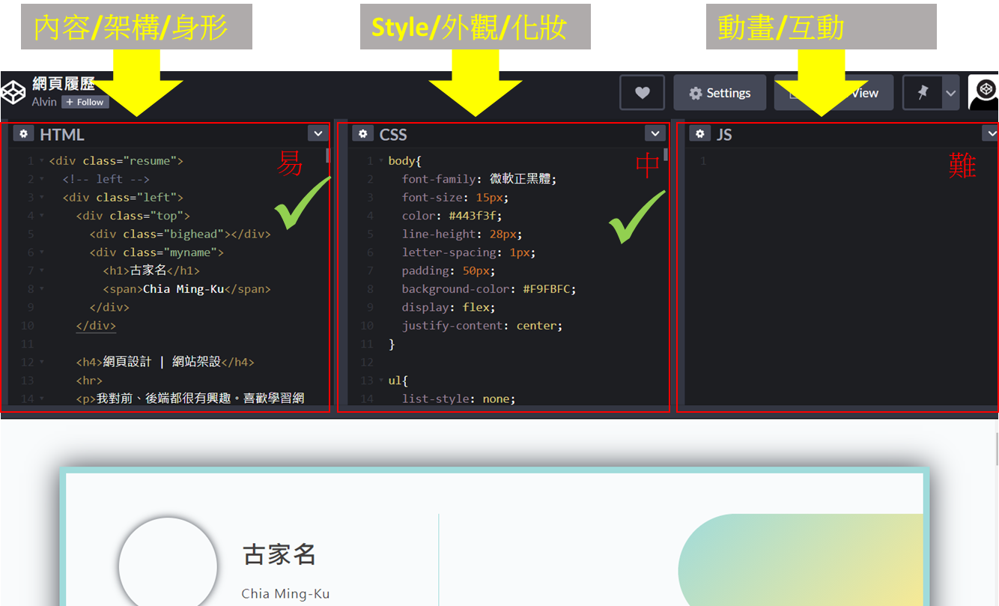 內容/架構/身形
Style/外觀/化妝
動畫/互動
網頁履歷
Alvin + Follow
Settings
View
HTML
易
1 <div class="resume">
2 <!-- left -->
3 <div class="left">
4 <div class="top">
5 <div class="bighead"></div>
6 <div class="myname">
7 <h1>古家名</h1>
8 <span>Chia Ming-Ku</span>
9 </div>
10 </div>
11
12 <h4>網頁設計 | 網站架設</h4>
13 <hr>
14 <p>我對前、後端都很有興趣。喜歡學習網
CSS
中
1 body{
2 font-family: 微軟正黑體;
3 font-size: 15px;
4 color: #443f3f;
5 line-height: 28px;
6 letter-spacing: 1px;
7 padding: 50px;
8 background-color: #F9FBFC;
9 display: flex;
10 justify-content: center;
11 }
12
13 ul{
14 list-style: none;
JS
難
1
古家名
Chia Ming-Ku